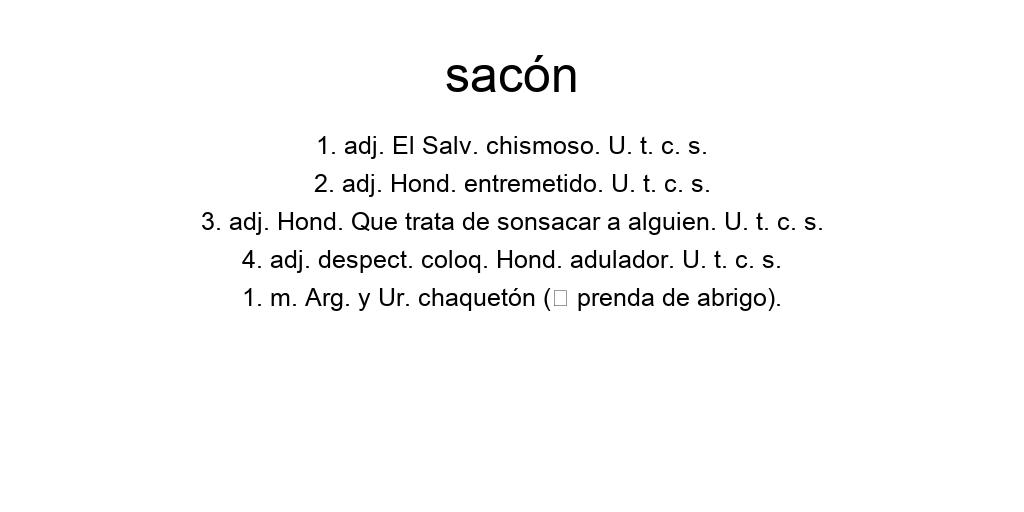 sacón
1. adj. El Salv. chismoso. U. t. c. s.
2. adj. Hond. entremetido. U. t. c. s.
3. adj. Hond. Que trata de sonsacar a alguien. U. t. c. s.
4. adj. despect. coloq. Hond. adulador. U. t. c. s.
1. m. Arg. y Ur. chaquetón (▯ prenda de abrigo).